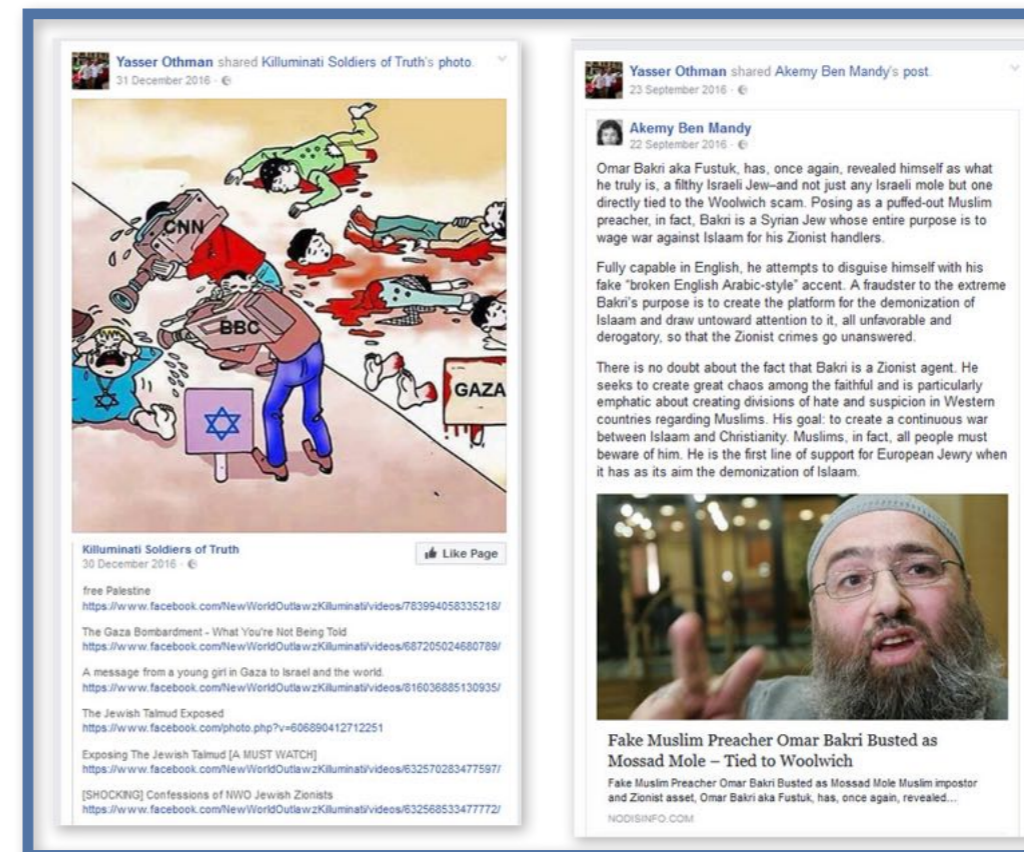 Yasser Othman shared Killuminati Soldiers of Truth's photo.
31 December 2016 ·
CNN
BBC
GAZA
Killuminati Soldiers of Truth
30 December 2016 ·
Like Page
free Palestine
https://www.facebook.com/NewWorldOutlawzKilluminati/videos/783994058335218/
The Gaza Bombardment - What You're Not Being Told
https://www.facebook.com/NewWorldOutlawzKilluminati/videos/687205024680789/
A message from a young girl in Gaza to Israel and the world.
https://www.facebook.com/NewWorldOutlawzKilluminati/videos/816036885130935/
The Jewish Talmud Exposed
https://www.facebook.com/photo.php?v=606890412712251
Exposing The Jewish Talmud [A MUST WATCH]
https://www.facebook.com/NewWorldOutlawzKilluminati/videos/632570283477597/
[SHOCKING] Confessions of NWO Jewish Zionists
https://www.facebook.com/NewWorldOutlawzKilluminati/videos/632568533477772/
Yasser Othman shared Akemy Ben Mandy's post.
23 September 2016 ·
Akemy Ben Mandy
22 September 2016 ·
Omar Bakri aka Fustuk, has, once again, revealed himself as what
he truly is, a filthy Israeli Jew–and not just any Israeli mole but one
directly tied to the Woolwich scam. Posing as a puffed-out Muslim
preacher, in fact, Bakri is a Syrian Jew whose entire purpose is to
wage war against Islaam for his Zionist handlers.
Fully capable in English, he attempts to disguise himself with his
fake "broken English Arabic-style" accent. A fraudster to the extreme
Bakri's purpose is to create the platform for the demonization of
Islaam and draw untoward attention to it, all unfavorable and
derogatory, so that the Zionist crimes go unanswered.
There is no doubt about the fact that Bakri is a Zionist agent. He
seeks to create great chaos among the faithful and is particularly
emphatic about creating divisions of hate and suspicion in Western
countries regarding Muslims. His goal: to create a continuous war
between Islaam and Christianity. Muslims, in fact, all people must
beware of him. He is the first line of support for European Jewry when
it has as its aim the demonization of Islaam.
Fake Muslim Preacher Omar Bakri Busted as
Mossad Mole – Tied to Woolwich
Fake Muslim Preacher Omar Bakri Busted as Mossad Mole Muslim impostor
and Zionist asset, Omar Bakri aka Fustuk, has, once again, revealed...
NODISINFO.COM